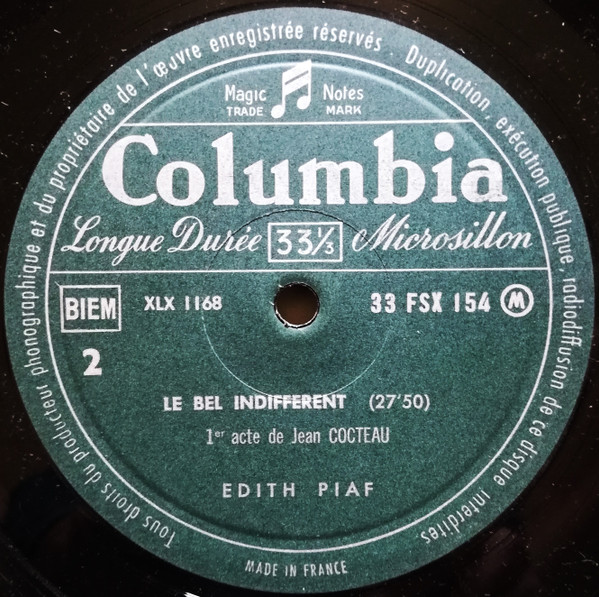 Tous droits du producteur phonographique et du propriétaire de l'œuvre enregistrée réservés · Duplication, exécution publique, radiodiffusion de ce disque interdites
Magic Notes
TRADE MARK
Columbia
Longue Durée 33⅓ Microsillon
BIEM XLX 1168 33 FSX 154 M
2
LE BEL INDIFFERENT (27'50)
1er acte de Jean COCTEAU
EDITH PIAF
MADE IN FRANCE